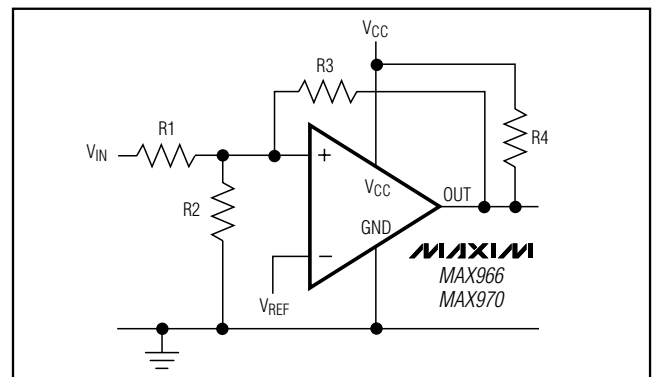 VCC
R3
R1
VIN
+
R4
VCC
OUT
R2
GND
−
MAXIM
MAX966
MAX970
VREF